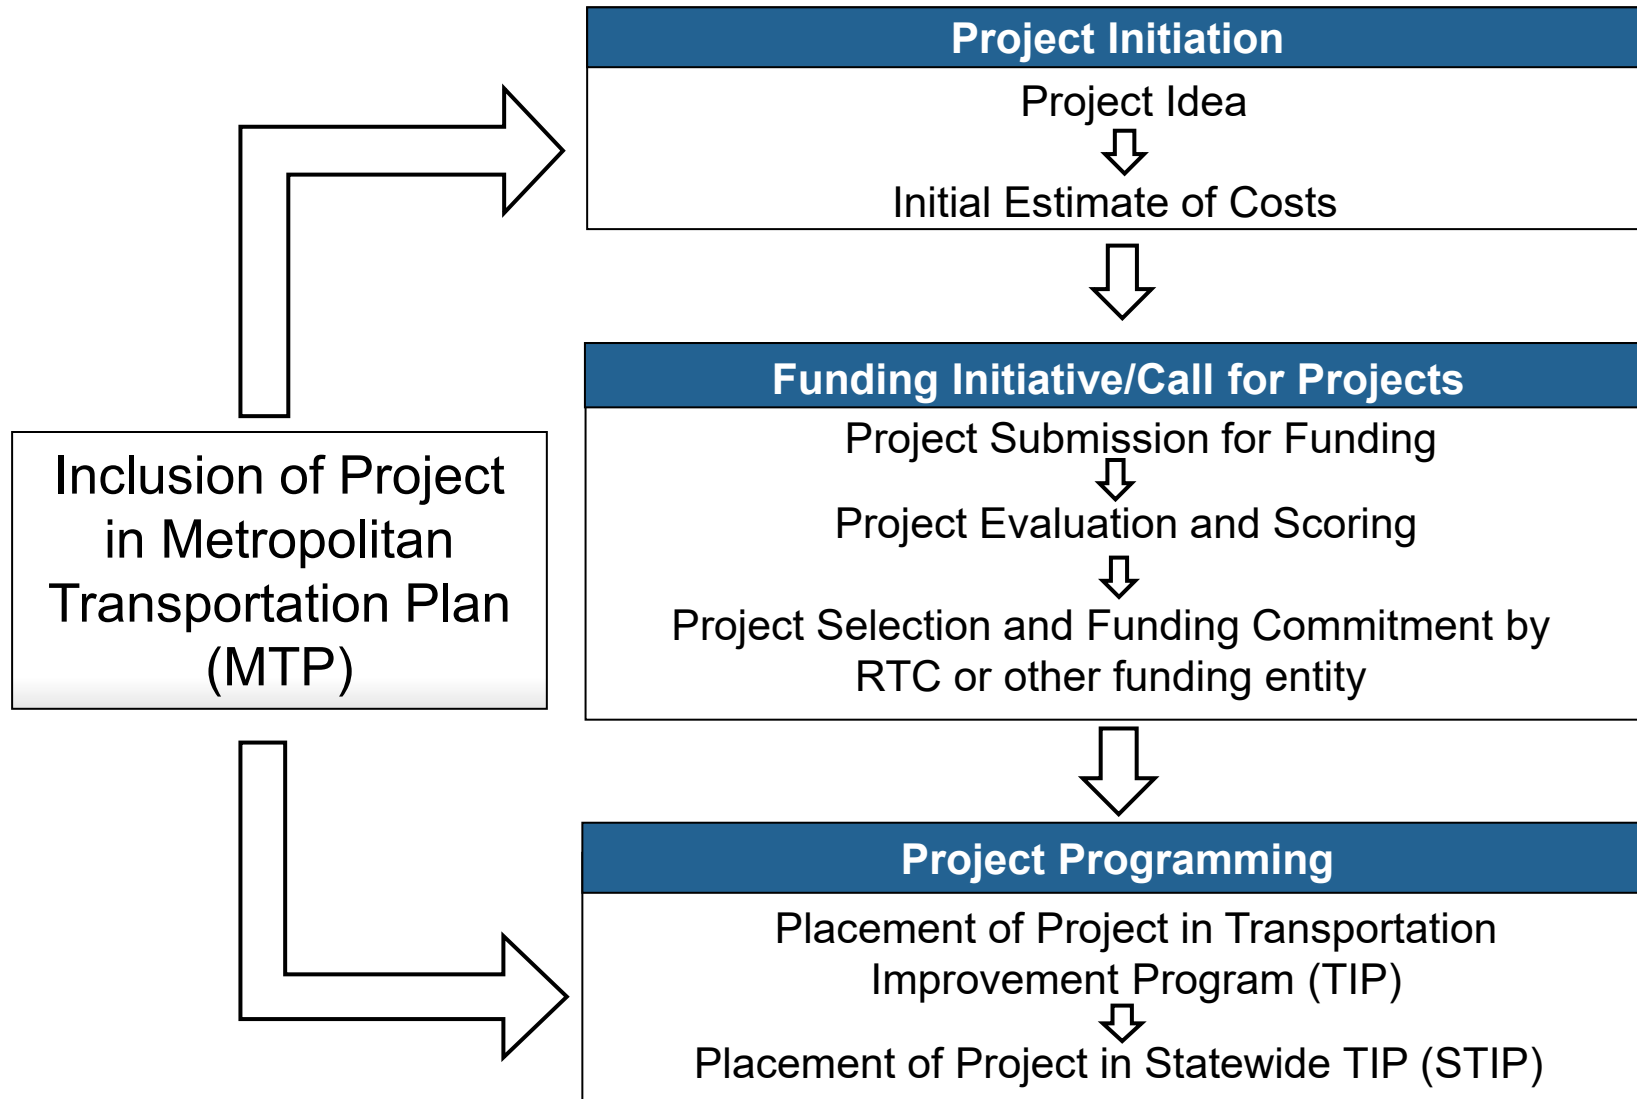 Project Initiation
Project Idea
Initial Estimate of Costs
Funding Initiative/Call for Projects
Project Submission for Funding
Project Evaluation and Scoring
Project Selection and Funding Commitment by
RTC or other funding entity
Inclusion of Project
in Metropolitan
Transportation Plan
(MTP)
Project Programming
Placement of Project in Transportation
Improvement Program (TIP)
Placement of Project in Statewide TIP (STIP)